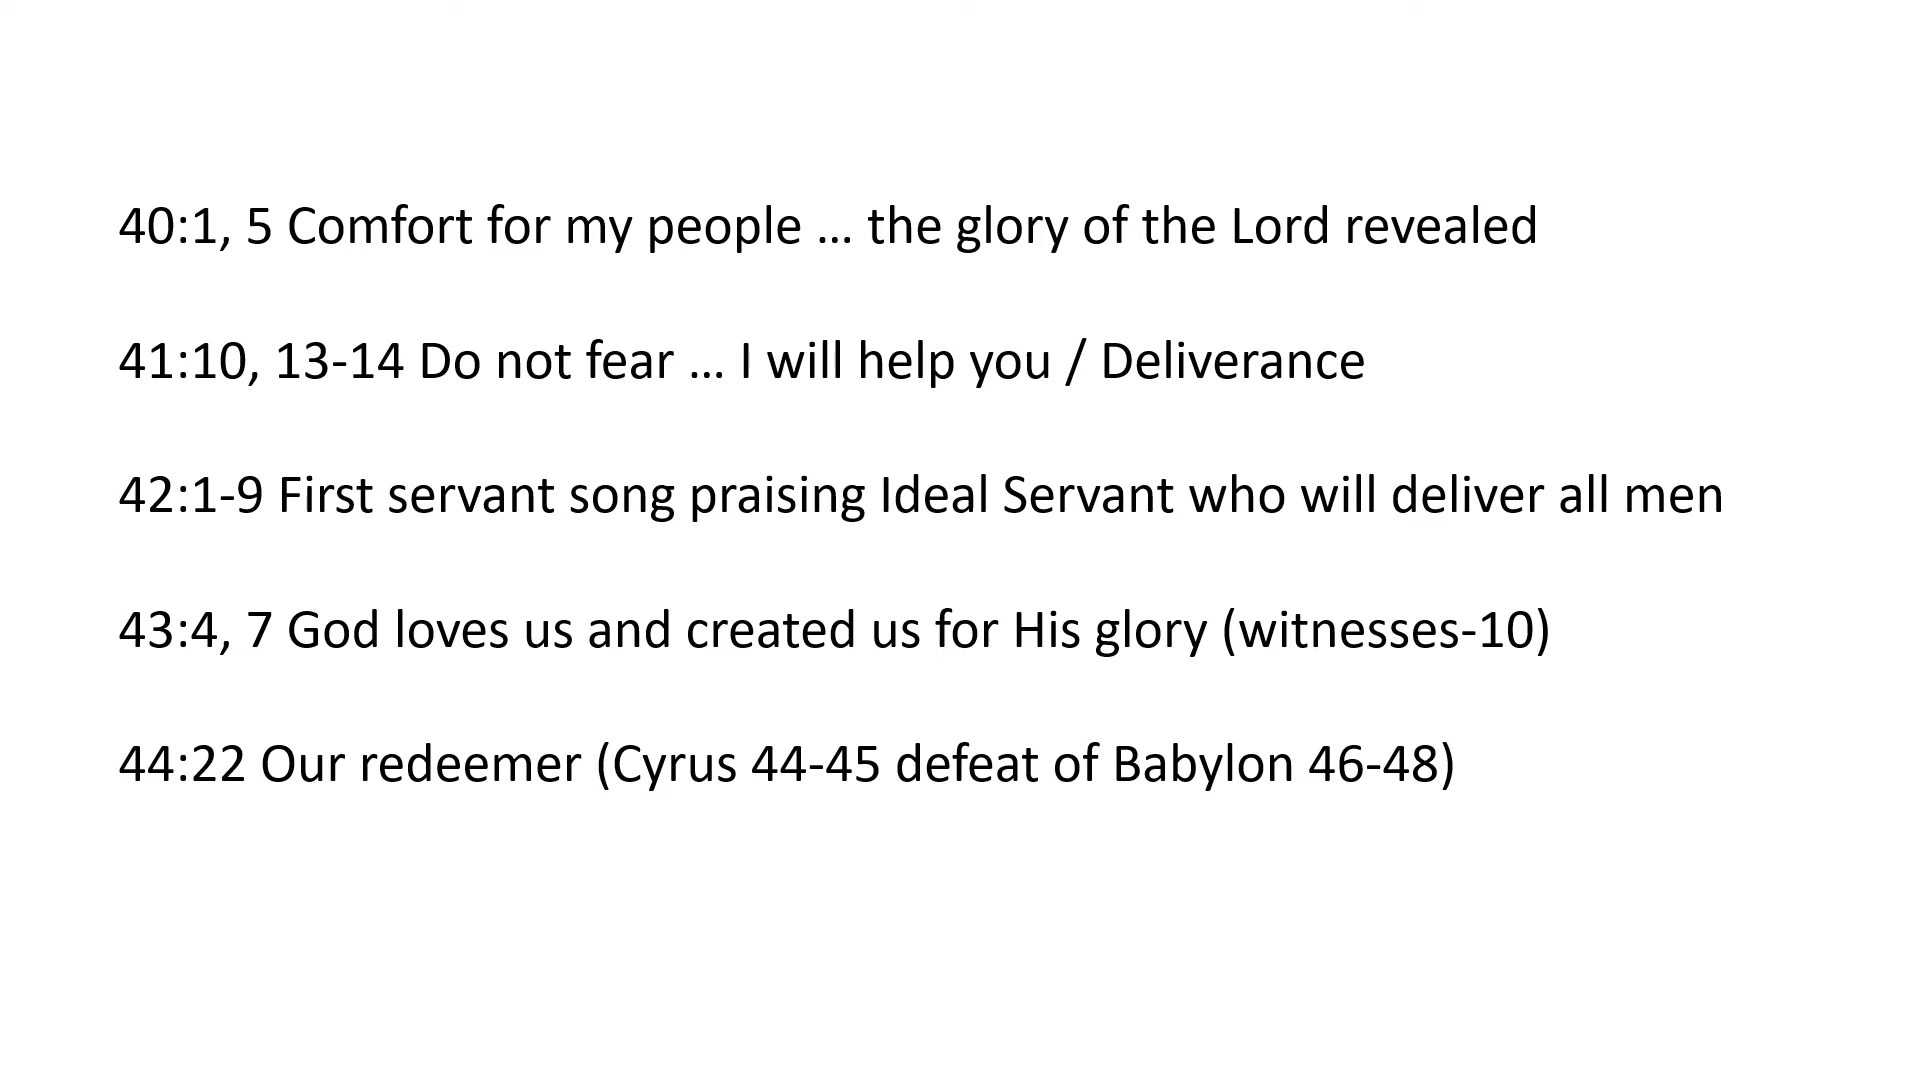 40:1, 5 Comfort for my people … the glory of the Lord revealed
41:10, 13-14 Do not fear … I will help you / Deliverance
42:1-9 First servant song praising Ideal Servant who will deliver all men
43:4, 7 God loves us and created us for His glory (witnesses-10)
44:22 Our redeemer (Cyrus 44-45 defeat of Babylon 46-48)